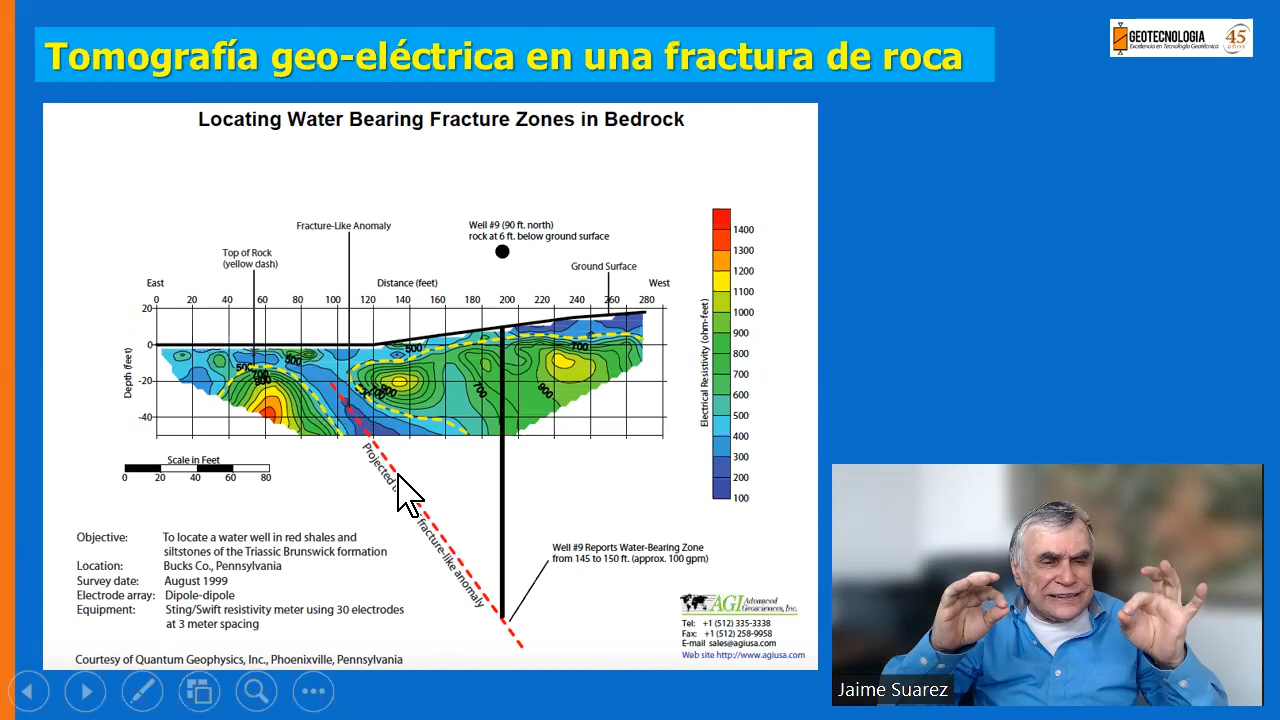 Tomografía geo-eléctrica en una fractura de roca
GEOTECNOLOGIA
Excelencia en Tecnología Geotécnica
45
años
Locating Water Bearing Fracture Zones in Bedrock
Fracture-Like Anomaly
Well #9 (90 ft. north)
rock at 6 ft. below ground surface
Top of Rock
(yellow dash)
Ground Surface
East
Distance (feet)
West
0 20 40 60 80 100 120 140 160 180 200 220 240 260 280
20
0
-20
-40
Depth (feet)
500
500
700
900
500
900
700
700
900
1400
1300
1200
1100
1000
900
800
700
600
500
400
300
200
100
Electrical Resistivity (ohm-feet)
Scale in Feet
0 20 40 60 80
Projected
fracture-like anomaly
Well #9 Reports Water-Bearing Zone
from 145 to 150 ft. (approx. 100 gpm)
Objective: To locate a water well in red shales and
siltstones of the Triassic Brunswick formation
Location: Bucks Co., Pennsylvania
Survey date: August 1999
Electrode array: Dipole-dipole
Equipment: Sting/Swift resistivity meter using 30 electrodes
at 3 meter spacing
Courtesy of Quantum Geophysics, Inc., Phoenixville, Pennsylvania
AGI Advanced
Geosciences, Inc.
Tel: +1 (512) 335-3338
Fax: +1 (512) 258-9958
E-mail sales@agiusa.com
Web site http://www.agiusa.com
Jaime Suarez